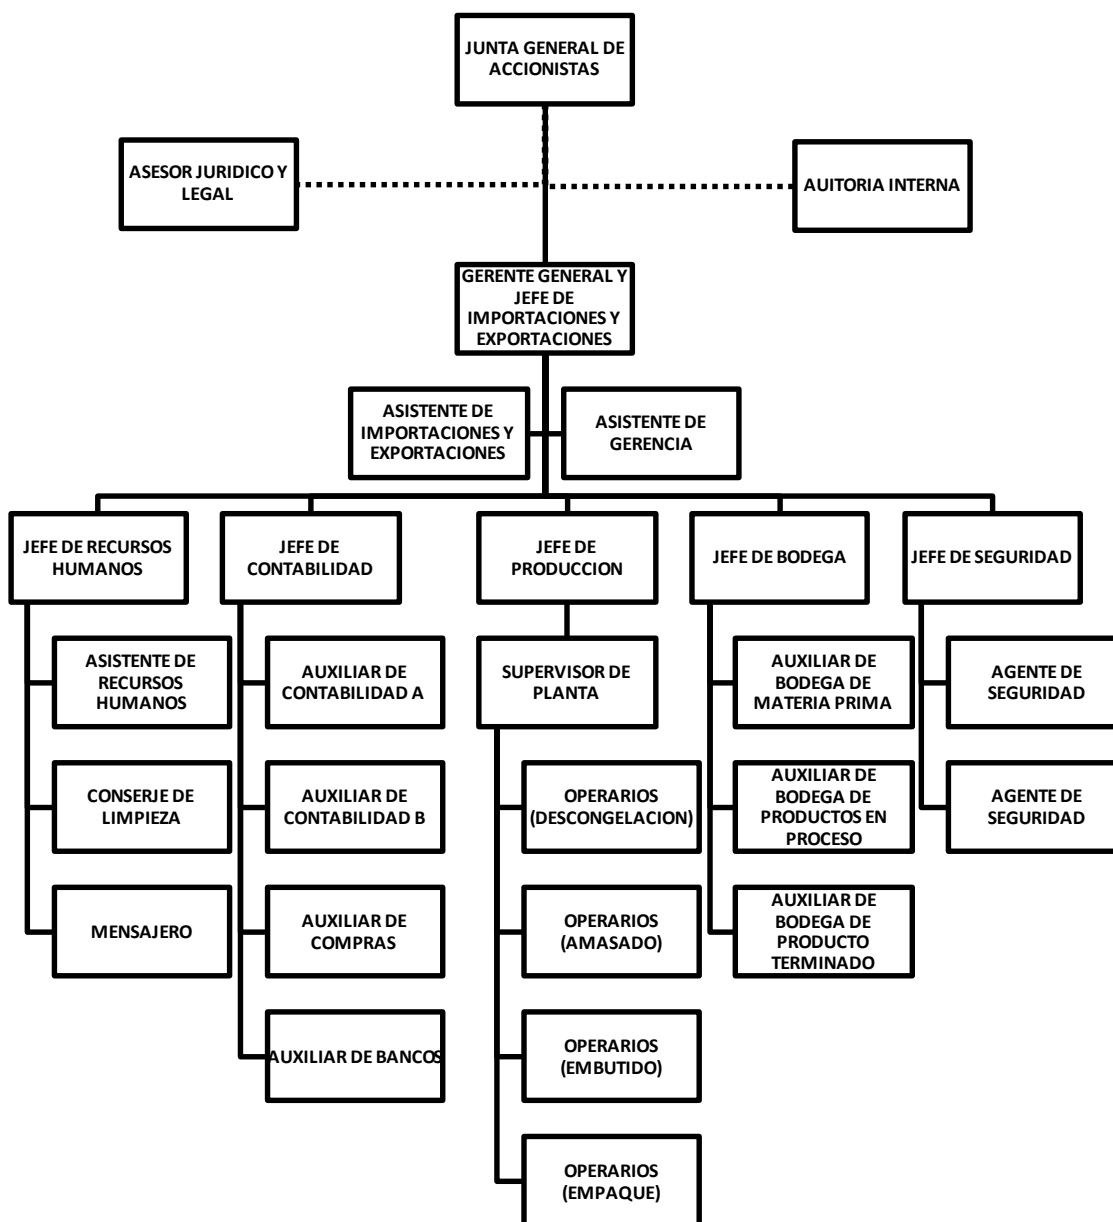 JUNTA GENERAL DE
ACCIONISTAS
ASESOR JURIDICO Y
LEGAL
AUITORIA INTERNA
GERENTE GENERAL Y
JEFE DE
IMPORTACIONES Y
EXPORTACIONES
ASISTENTE DE
IMPORTACIONES Y
EXPORTACIONES
ASISTENTE DE
GERENCIA
JEFE DE RECURSOS
HUMANOS
JEFE DE
CONTABILIDAD
JEFE DE
PRODUCCION
JEFE DE BODEGA
JEFE DE SEGURIDAD
ASISTENTE DE
RECURSOS
HUMANOS
AUXILIAR DE
CONTABILIDAD A
SUPERVISOR DE
PLANTA
AUXILIAR DE
BODEGA DE
MATERIA PRIMA
AGENTE DE
SEGURIDAD
CONSERJE DE
LIMPIEZA
AUXILIAR DE
CONTABILIDAD B
OPERARIOS
(DESCONGELACION)
AUXILIAR DE
BODEGA DE
PRODUCTOS EN
PROCESO
AGENTE DE
SEGURIDAD
MENSAJERO
AUXILIAR DE
COMPRAS
OPERARIOS
(AMASADO)
AUXILIAR DE
BODEGA DE
PRODUCTO
TERMINADO
AUXILIAR DE BANCOS
OPERARIOS
(EMBUTIDO)
OPERARIOS
(EMPAQUE)